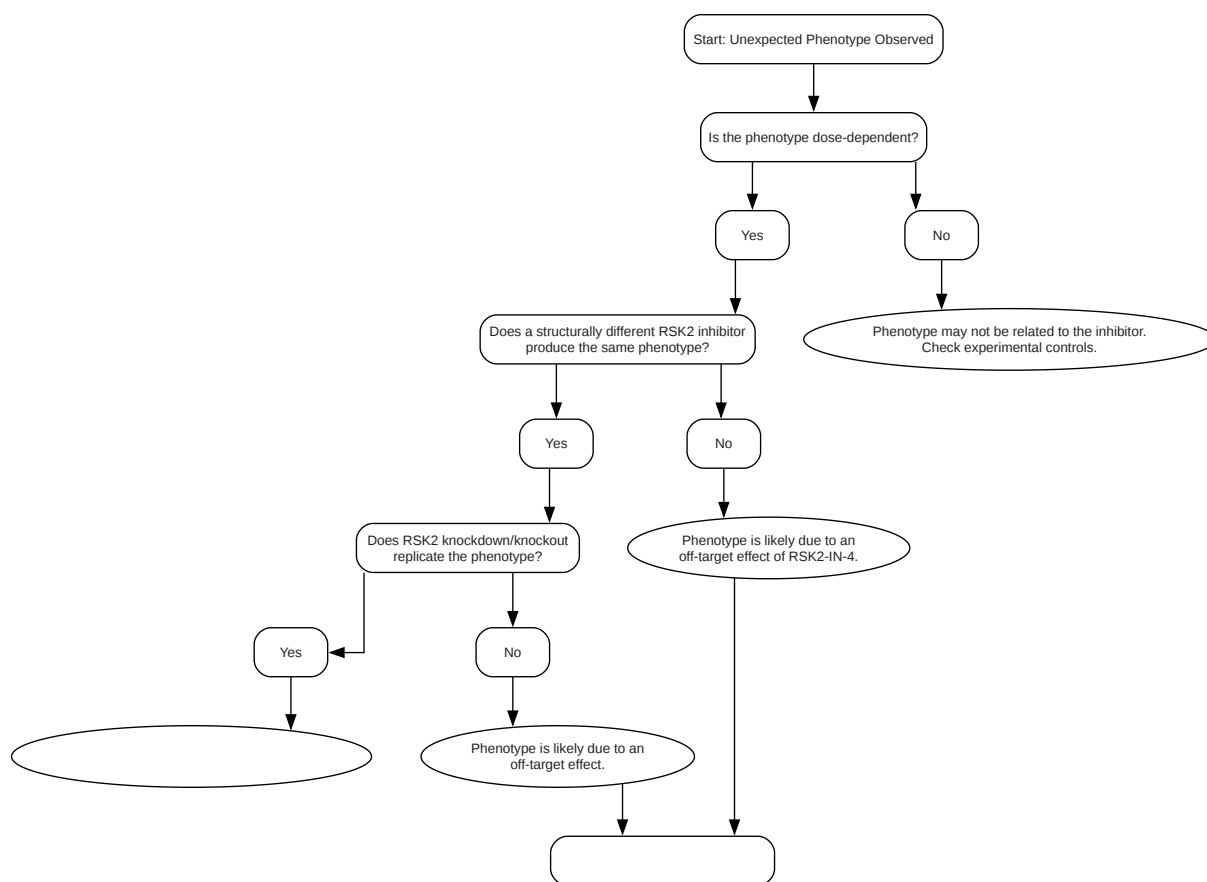 Start: Unexpected Phenotype Observed
Is the phenotype dose-dependent?
Yes
No
Does a structurally different RSK2 inhibitor
produce the same phenotype?
Phenotype may not be related to the inhibitor.
Check experimental controls.
Yes
No
Does RSK2 knockdown/knockout
replicate the phenotype?
Phenotype is likely due to an
off-target effect of RSK2-IN-4.
Yes
No
Phenotype is likely due to an
off-target effect.